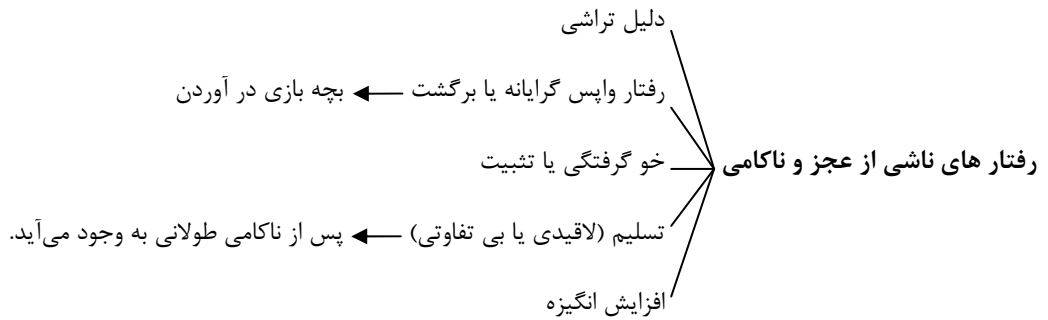 دلیل تراشی
رفتار واپس گرایانه یا برگشت بچه بازی در آوردن
رفتار های ناشی از عجز و ناکامی خو گرفتگی یا تثبیت
تسلیم (لاقیدی یا بی تفاوتی) پس از ناکامی طولانی به وجود می‌آید.
افزایش انگیزه